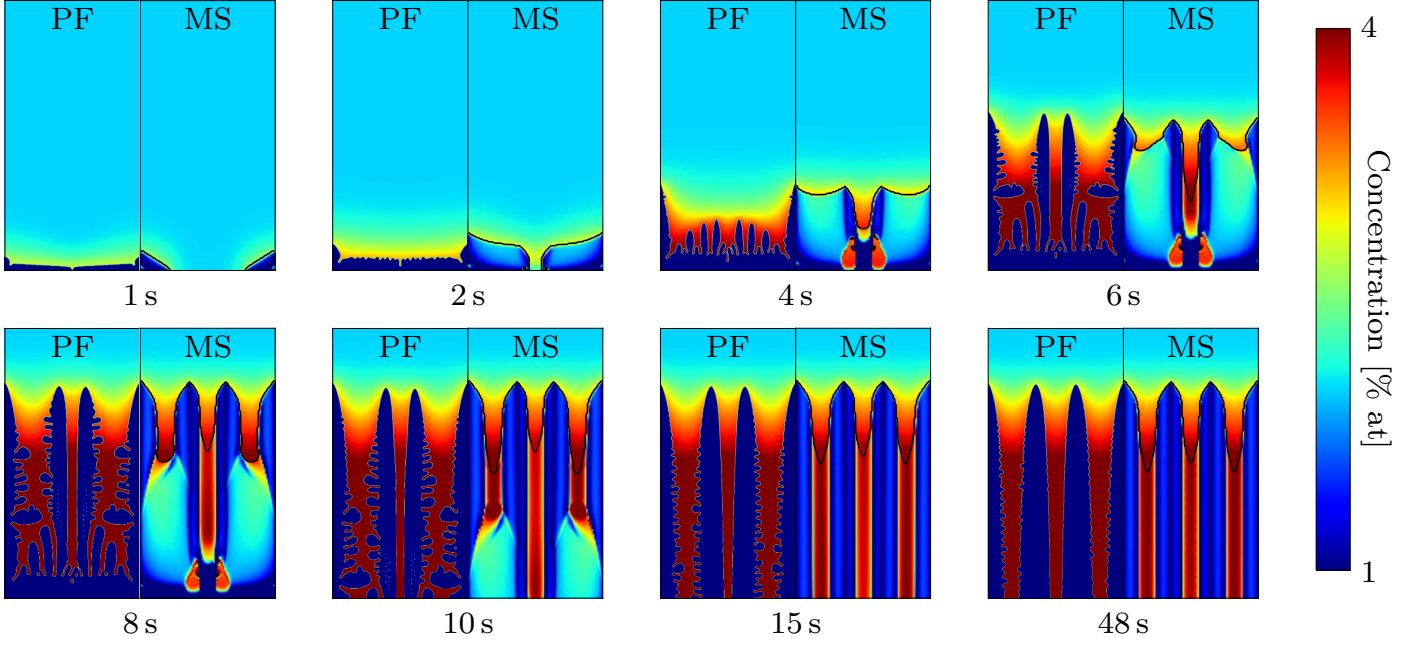 PF MS PF MS PF MS PF MS 4
1 s 2 s 4 s 6 s
Concentration [% at]
PF MS PF MS PF MS PF MS
1
8 s 10 s 15 s 48 s